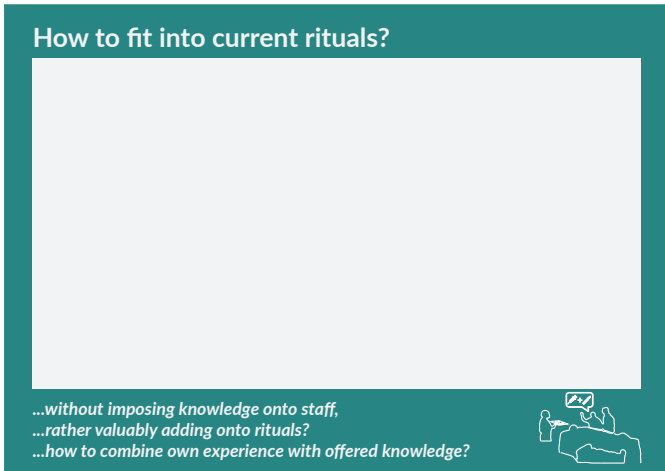 How to fit into current rituals?
...without imposing knowledge onto staff,
...rather valuably adding onto rituals?
...how to combine own experience with offered knowledge?